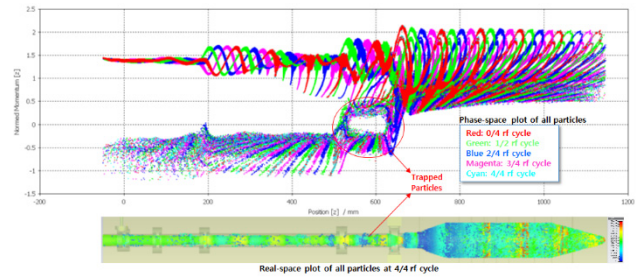 2.5
2
1.5
1
0.5
0
-0.5
-1
-1.5
Normed Momentum [z]
-200 0 200 400 600 800 1000 1200
Position [z] / mm
Phase-space plot of all particles
Red: 0/4 rf cycle
Green: 1/2 rf cycle
Blue 2/4 rf cycle
Magenta: 3/4 rf cycle
Cyan: 4/4 rf cycle
Trapped
Particles
Real-space plot of all particles at 4/4 rf cycle